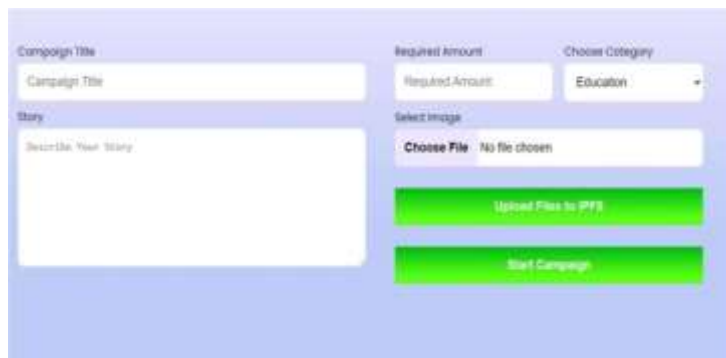 Campaign Title
Campaign Title
Story
Describe Your Story
Required Amount
Choose Category
Required Amount
Education
Select Image
Choose File No file chosen
Upload Files to IPFS
Start Campaign